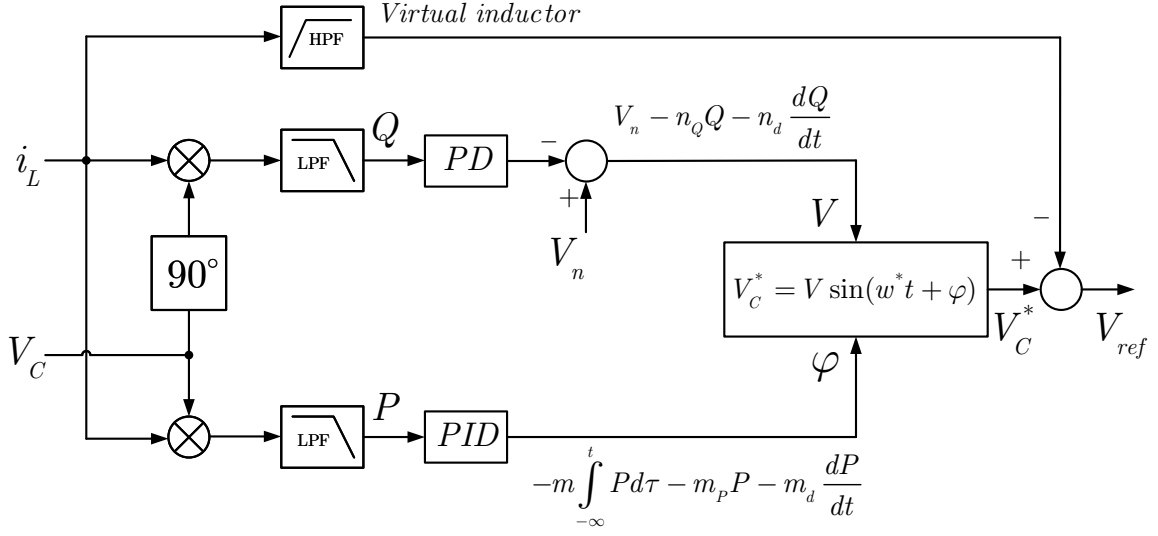 Virtual inductor
HPF
V_n − n_Q Q − n_d dQ/dt
Q
i_L
LPF
PD
−
+
V
V_n
90°
−
+
V_C^* = V sin(w^*t + φ)
V_C
V_C^*
V_ref
φ
P
LPF
PID
−m∫_{−∞}^{t} Pdτ − m_P P − m_d dP/dt